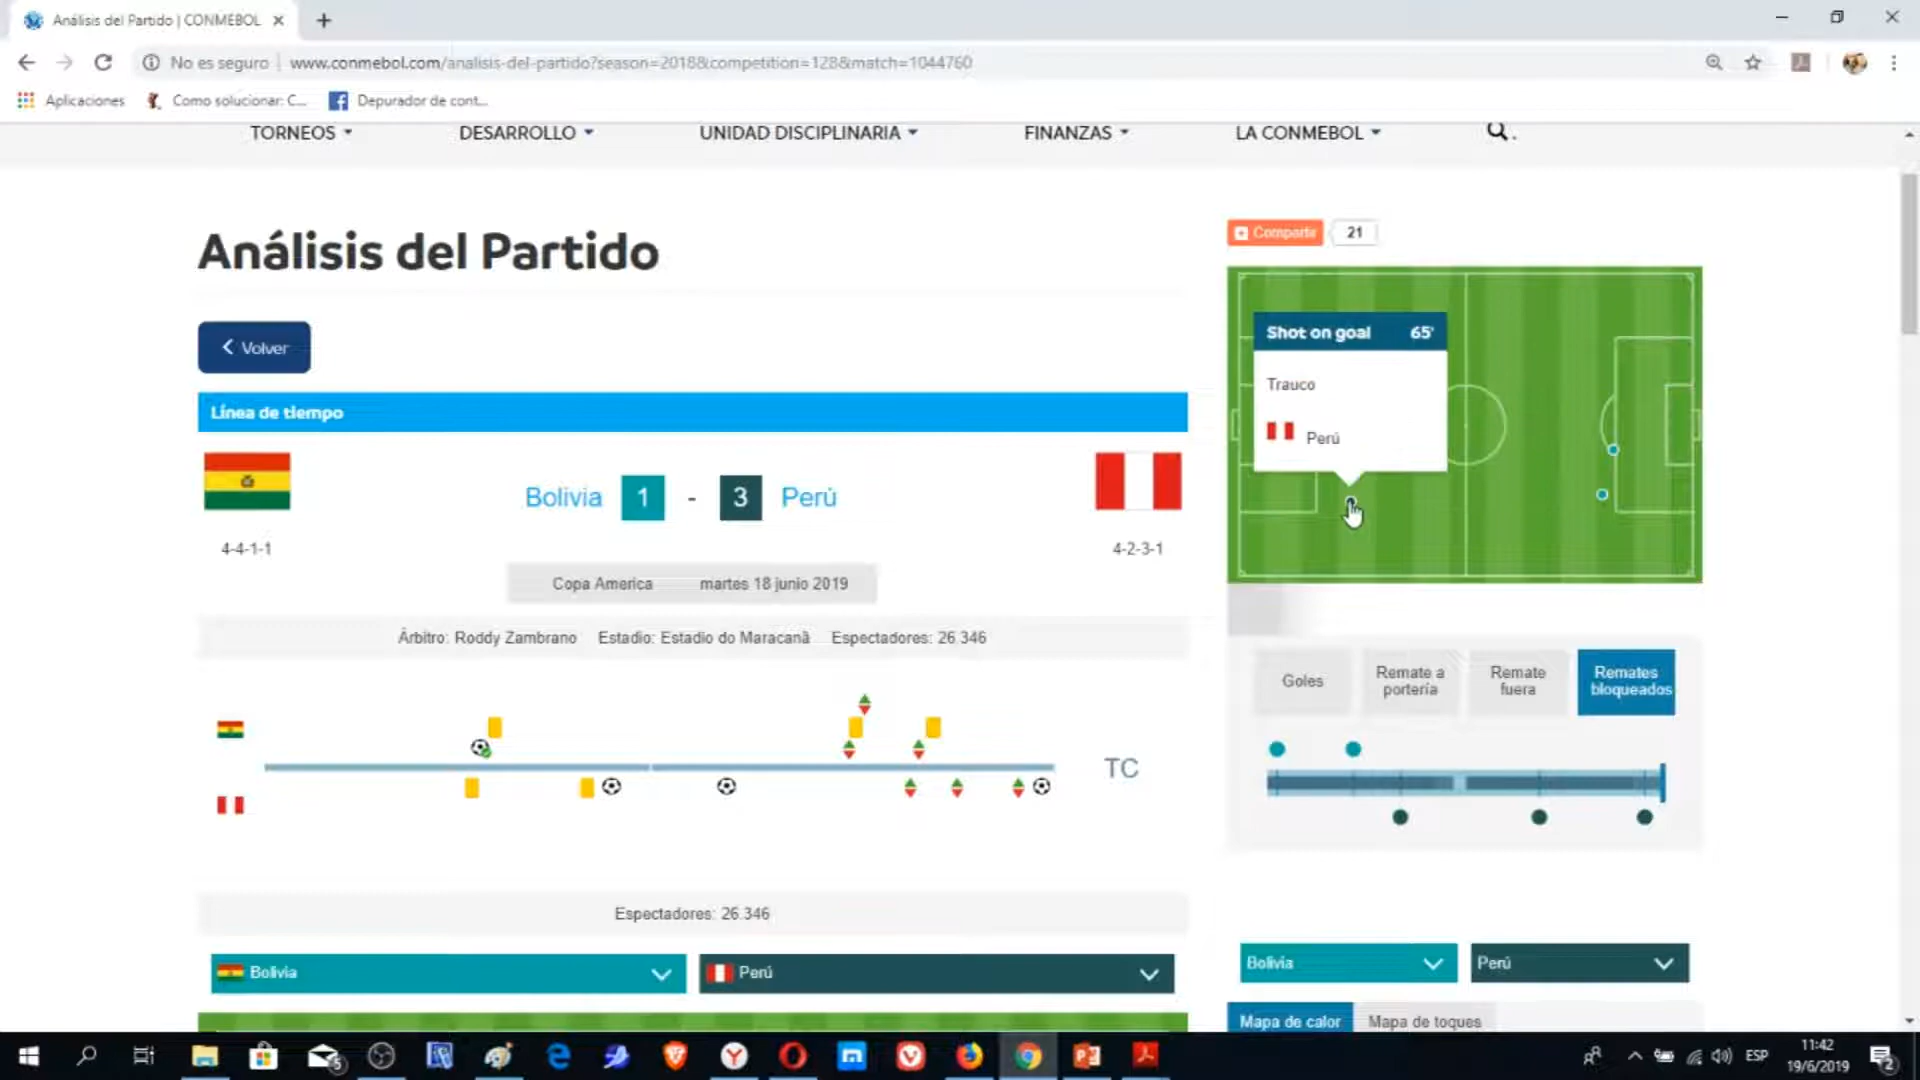 Análisis del Partido | CONMEBOL
No es seguro | www.conmebol.com/analisis-del-partido?season=2018&competition=128&match=1044760
Aplicaciones Como solucionar: C... Depurador de cont...
TORNEOS DESARROLLO UNIDAD DISCIPLINARIA FINANZAS LA CONMEBOL
Análisis del Partido
Compartir 21
Volver
Línea de tiempo
Bolivia 1 - 3 Perú
4-4-1-1
4-2-3-1
Copa America martes 18 junio 2019
Árbitro: Roddy Zambrano Estadio: Estadio do Maracanã Espectadores: 26.346
TC
Espectadores: 26.346
Bolivia
Perú
Shot on goal 65'
Trauco
Perú
Goles
Remate a
portería
Remate
fuera
Remates
bloqueados
Bolivia
Perú
Mapa de calor Mapa de toques
5
ESP
11:42
19/6/2019
2